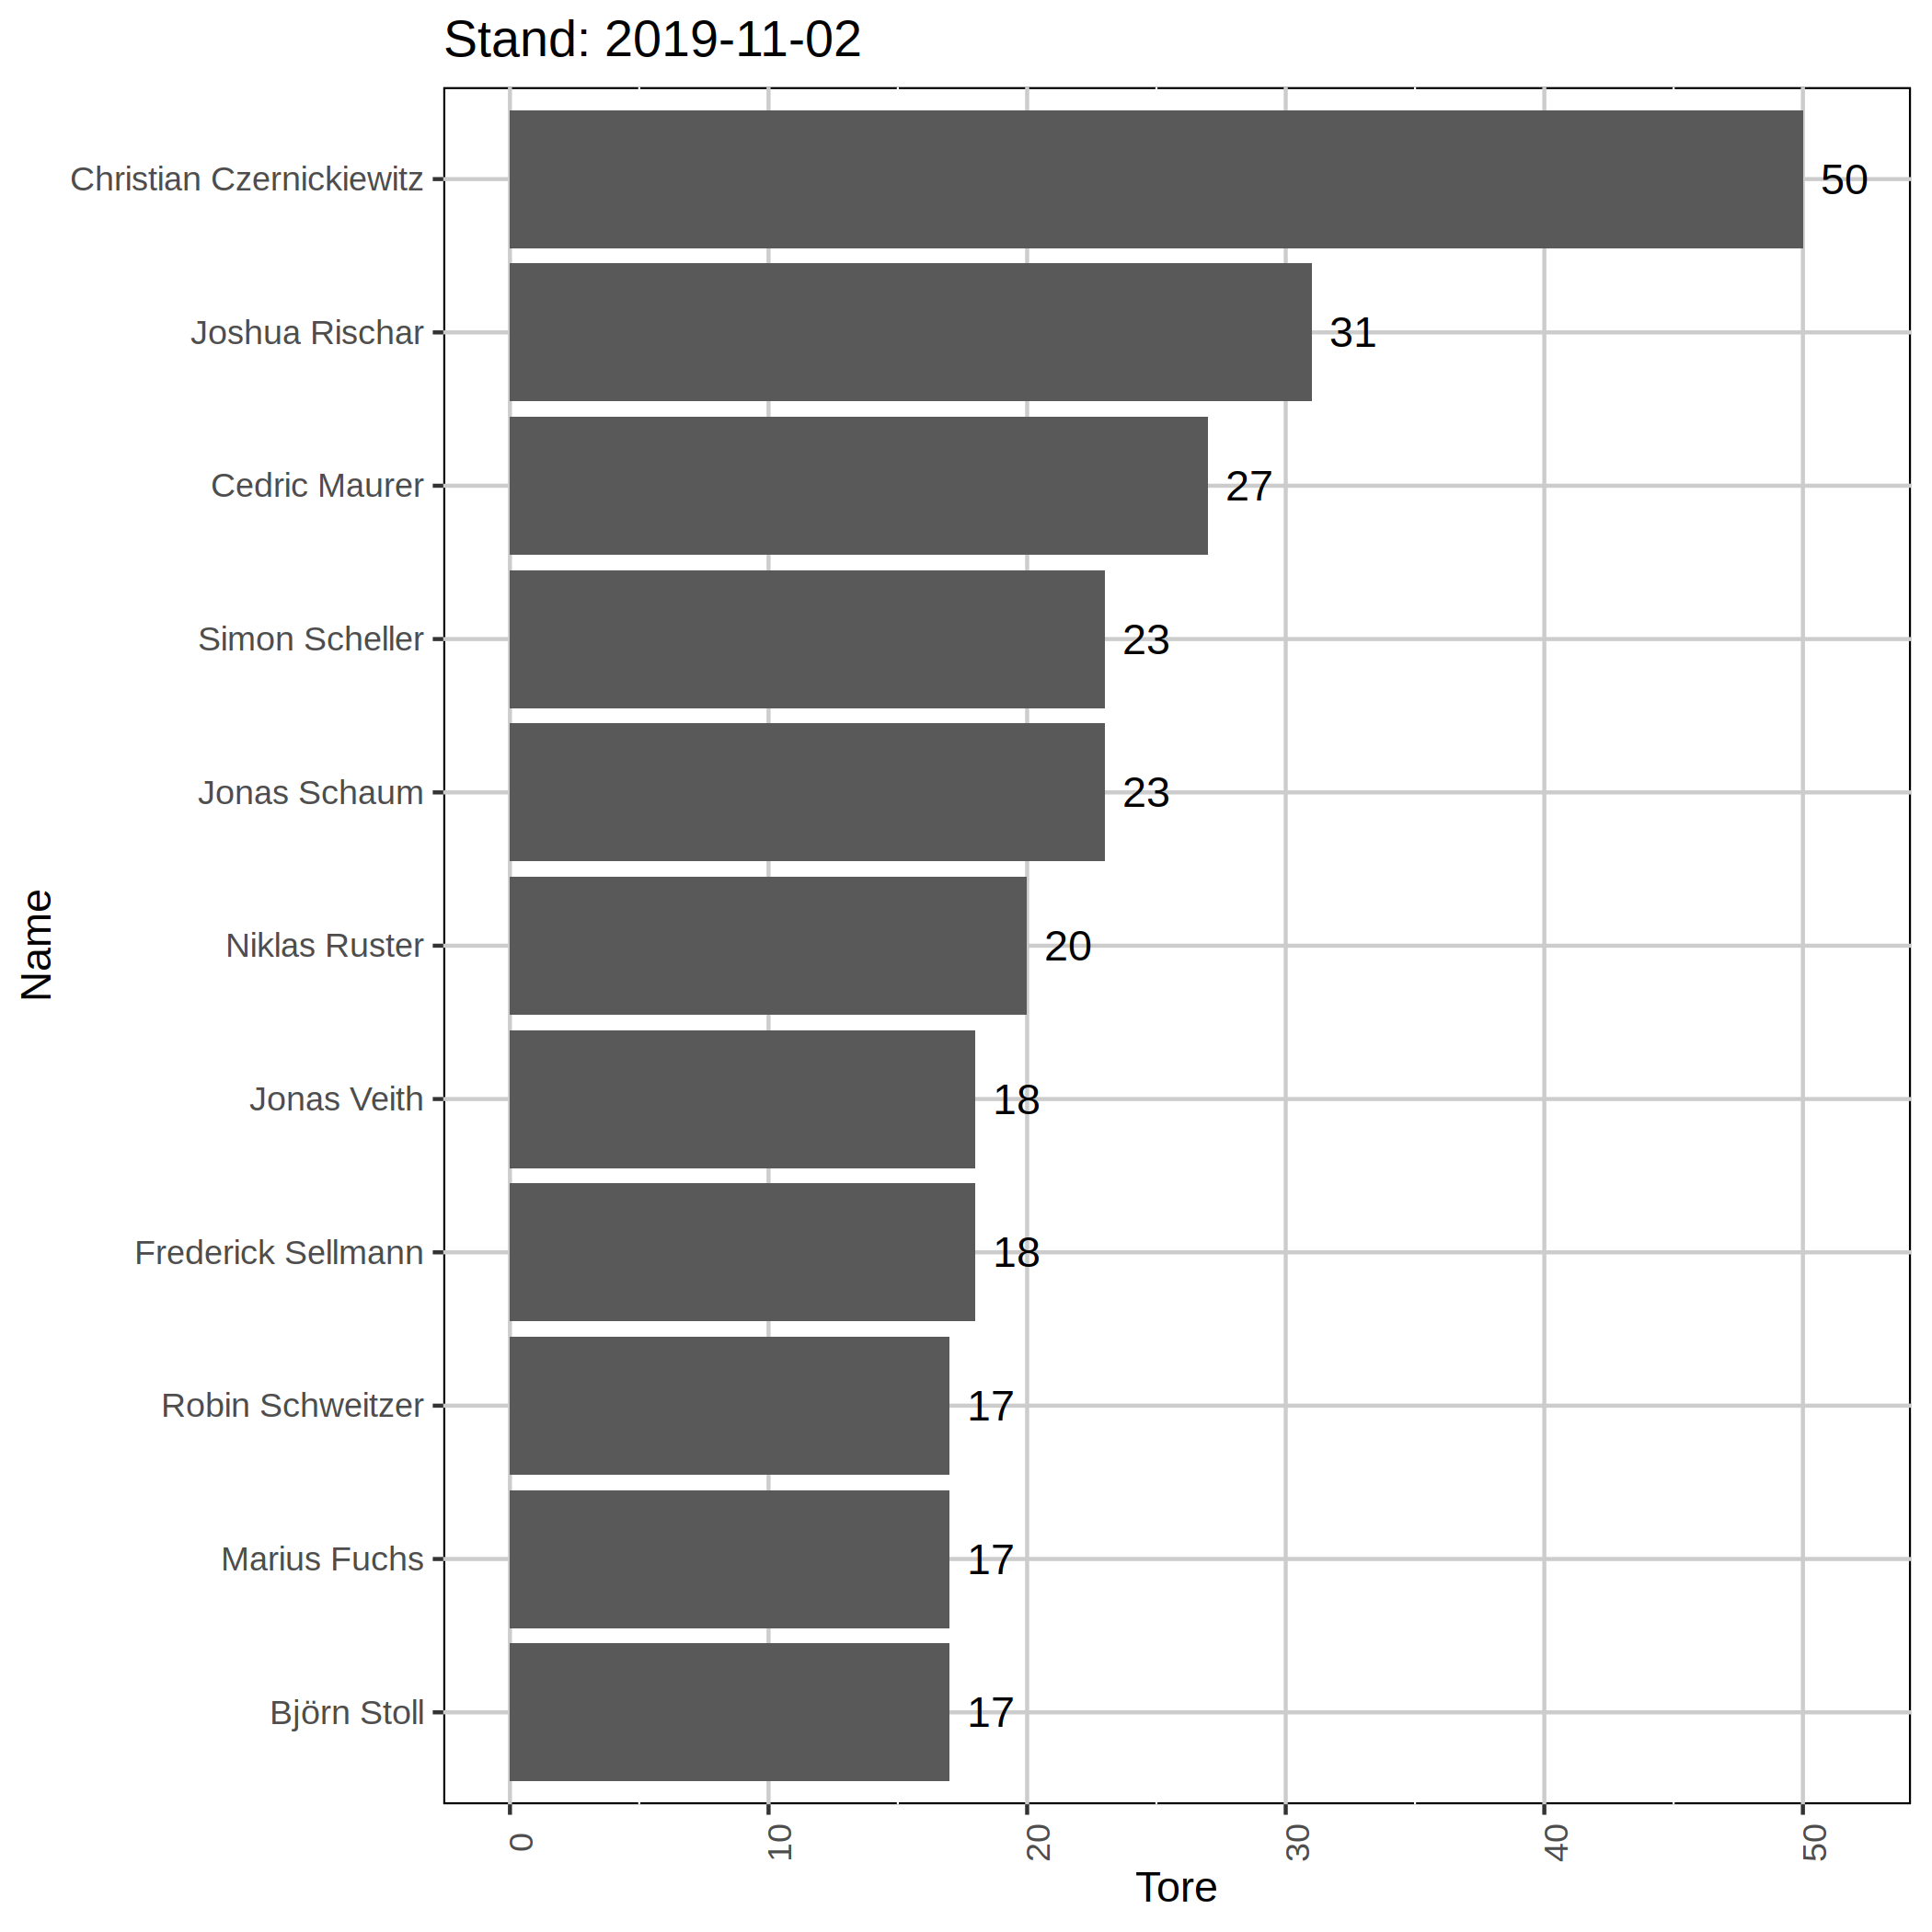 Stand: 2019-11-02
Christian Czernickiewitz 50
Joshua Rischar 31
Cedric Maurer 27
Simon Scheller 23
Jonas Schaum 23
Niklas Ruster 20
Jonas Veith 18
Frederick Sellmann 18
Robin Schweitzer 17
Marius Fuchs 17
Björn Stoll 17
Name
0 10 20 30 40 50
Tore